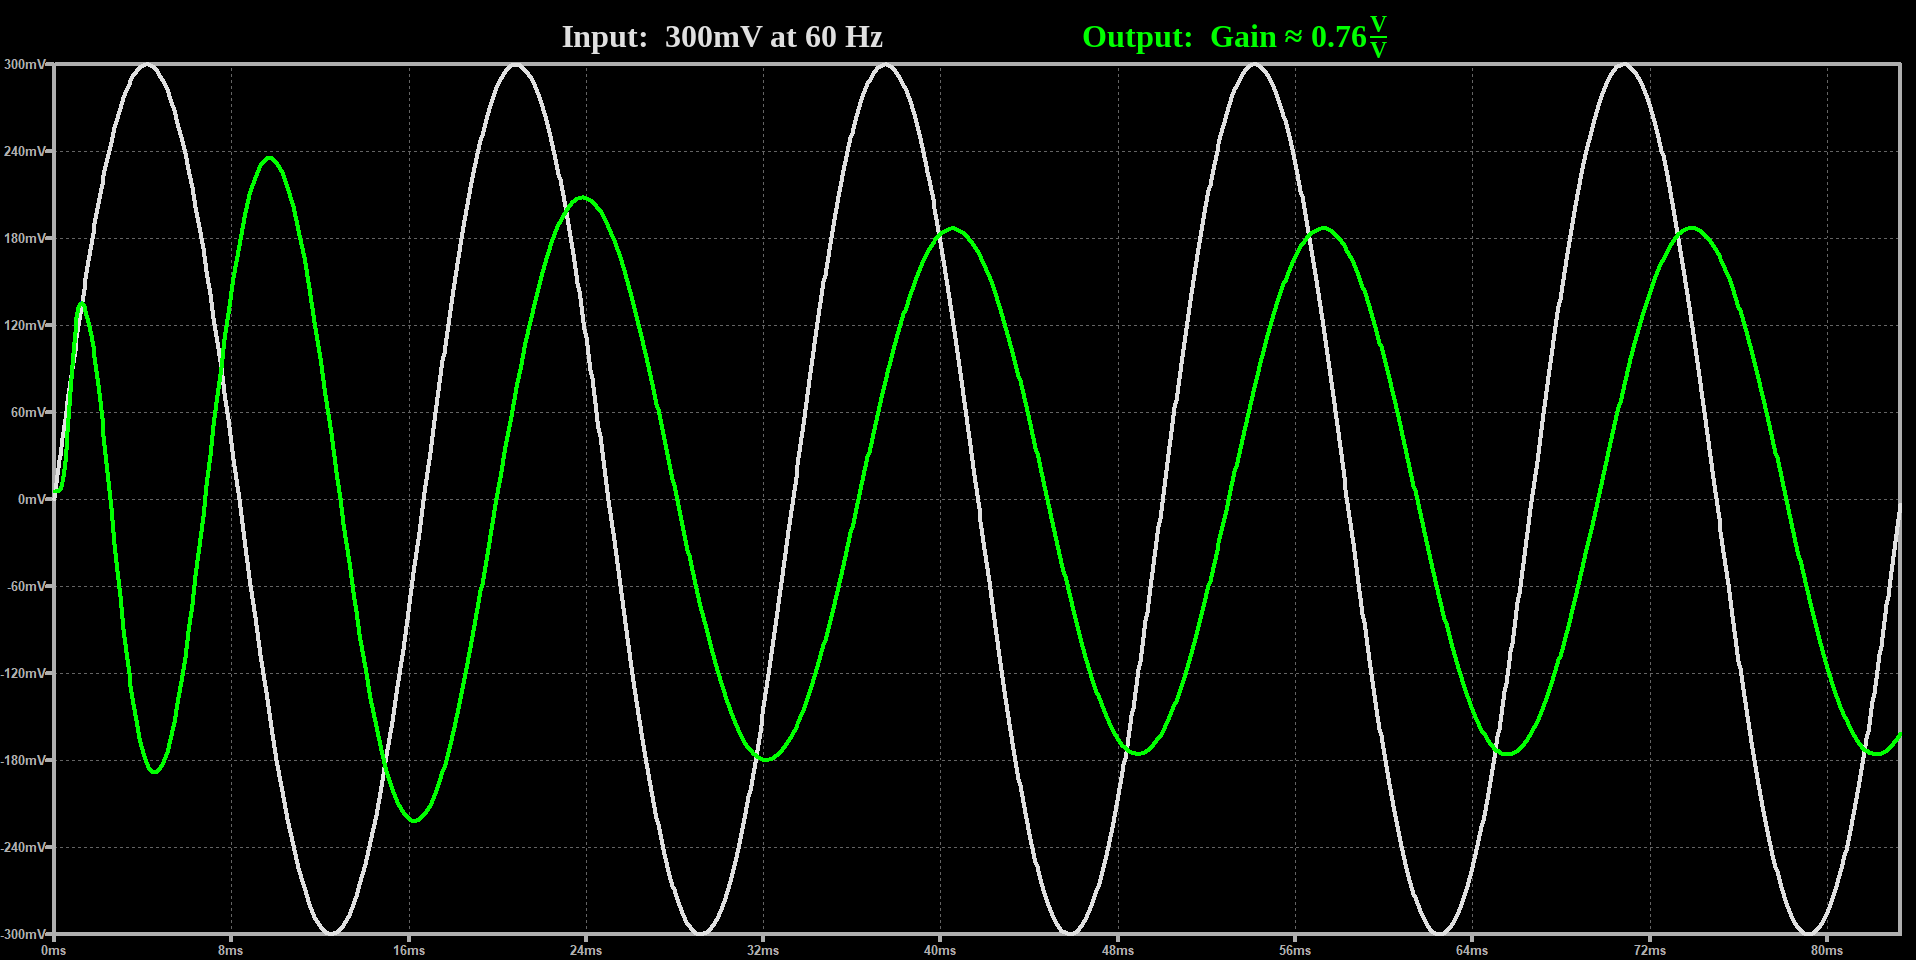 Input: 300mV at 60 Hz
Output: Gain ≈ 0.76 V/V
300mV
240mV
180mV
120mV
60mV
0mV
-60mV
-120mV
-180mV
-240mV
-300mV
0ms 8ms 16ms 24ms 32ms 40ms 48ms 56ms 64ms 72ms 80ms